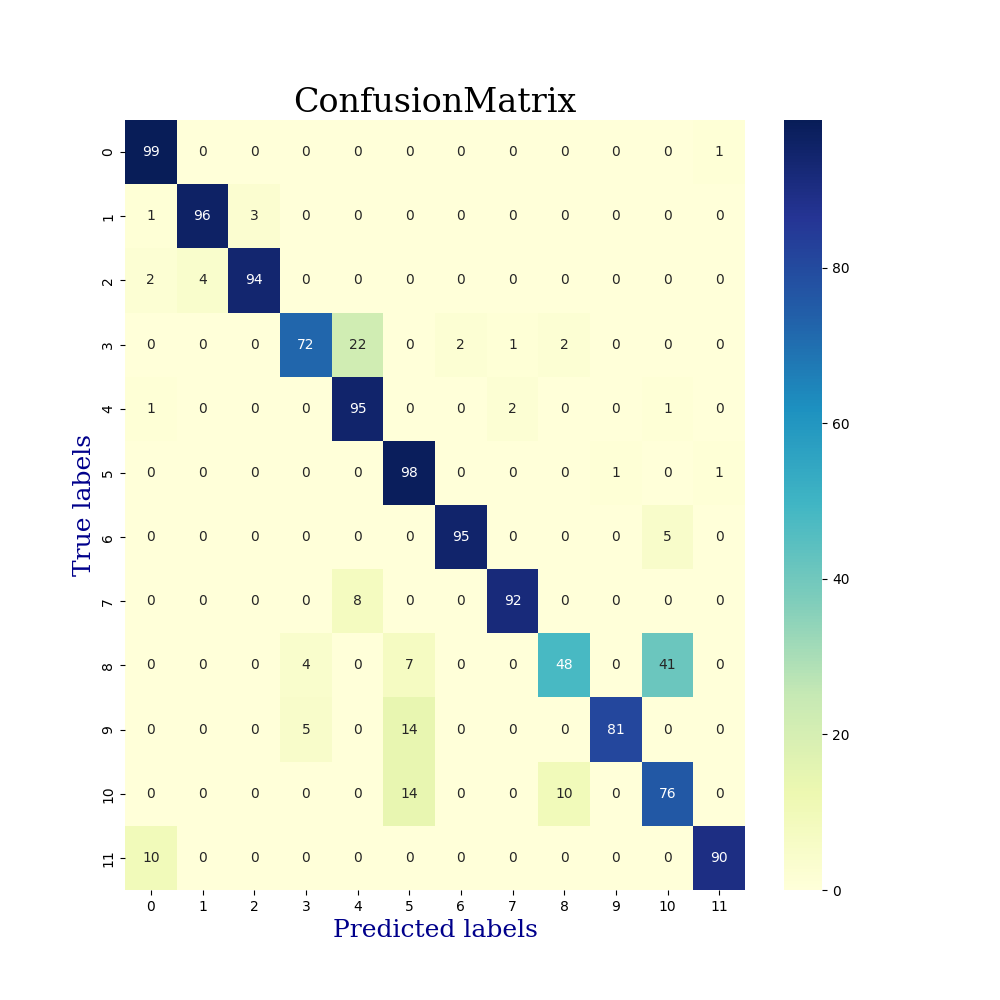 ConfusionMatrix
0 99 0 0 0 0 0 0 0 0 0 0 1
1 1 96 3 0 0 0 0 0 0 0 0 0
2 2 4 94 0 0 0 0 0 0 0 0 0
3 0 0 0 72 22 0 2 1 2 0 0 0
4 1 0 0 0 95 0 0 2 0 0 1 0
5 0 0 0 0 0 98 0 0 0 1 0 1
6 0 0 0 0 0 0 95 0 0 0 5 0
7 0 0 0 0 8 0 0 92 0 0 0 0
8 0 0 0 4 0 7 0 0 48 0 41 0
9 0 0 0 5 0 14 0 0 0 81 0 0
10 0 0 0 0 0 14 0 0 10 0 76 0
11 10 0 0 0 0 0 0 0 0 0 0 90
0 1 2 3 4 5 6 7 8 9 10 11
Predicted labels
True labels
80
60
40
20
0